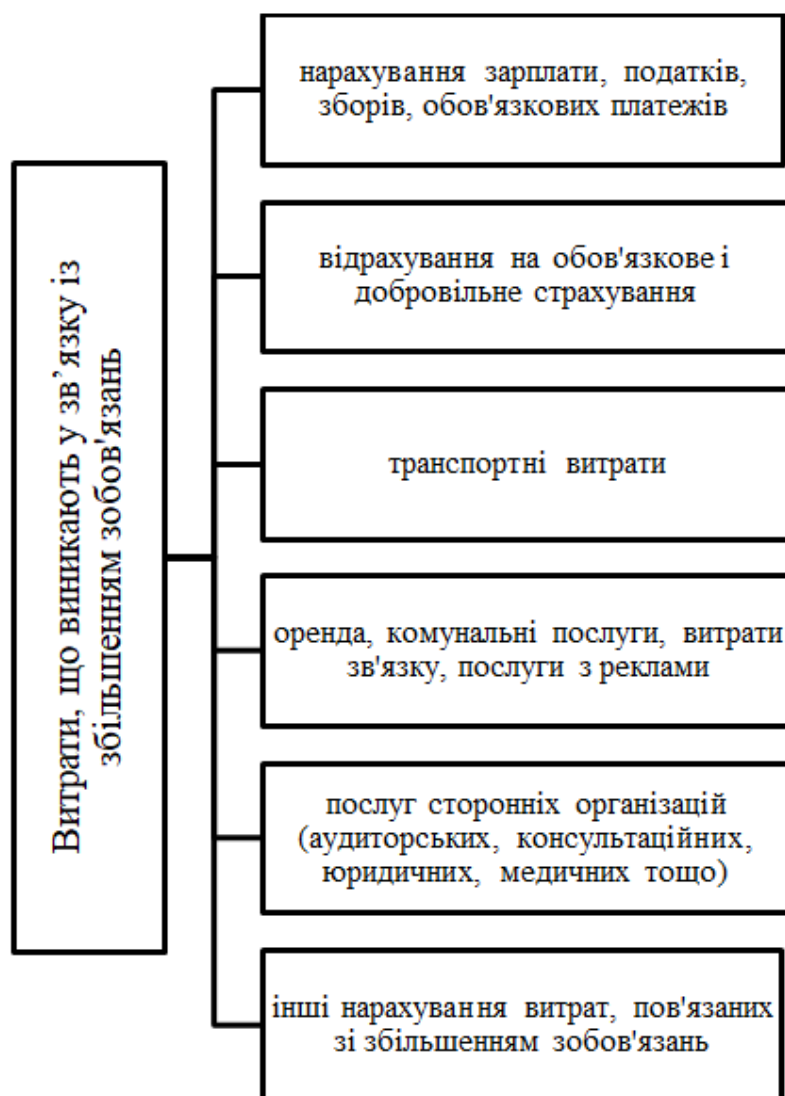 Витрати, що виникають у зв’язку із
збільшенням зобов'язань
нарахування зарплати, податків,
зборів, обов'язкових платежів
відрахування на обов'язкове і
добровільне страхування
транспортні витрати
оренда, комунальні послуги, витрати
зв'язку, послуги з реклами
послуг сторонніх організацій
(аудиторських, консультаційних,
юридичних, медичних тощо)
інші нарахування витрат, пов'язаних
зі збільшенням зобов'язань